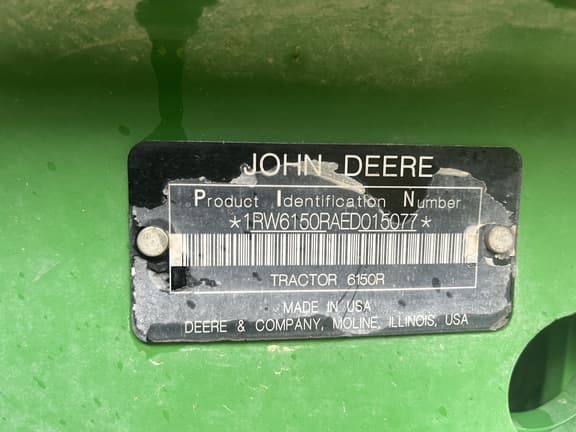 JOHN DEERE
Product Identification Number
*1RW6150RAED015077*
TRACTOR 6150R
MADE IN USA
DEERE & COMPANY, MOLINE, ILLINOIS, USA